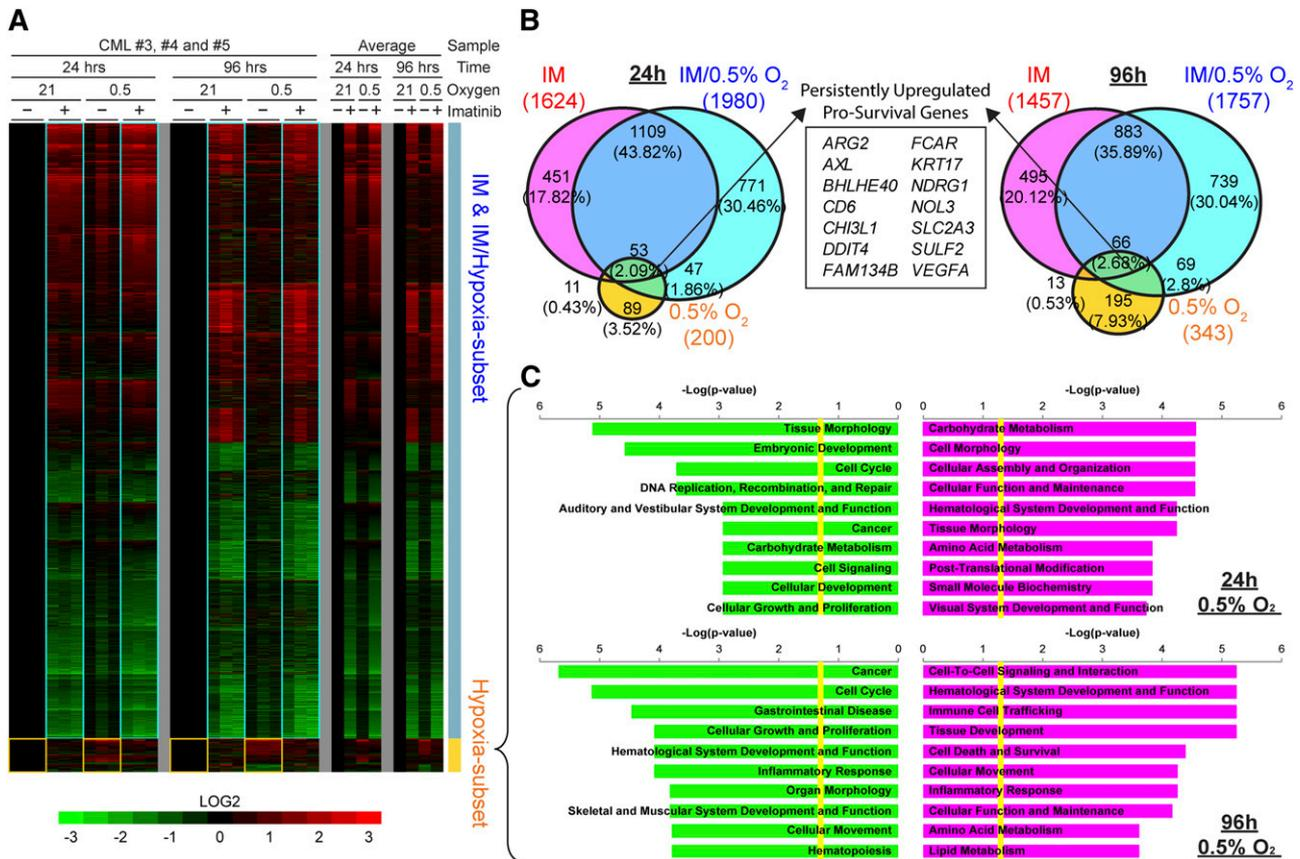 A
CML #3, #4 and #5
Average
Sample
24 hrs
96 hrs
24 hrs
96 hrs
Time
21
0.5
21
0.5
21
0.5
21
0.5
Oxygen
−
+
−
+
−
+
−
+
−
+
−
+
−
+
−
+
Imatinib
IM & IM/Hypoxia-subset
Hypoxia-subset
LOG2
-3
-2
-1
0
1
2
3
B
IM
(1624)
24h
IM/0.5% O₂
(1980)
1109
(43.82%)
451
(17.82%)
771
(30.46%)
53
(2.09%)
47
(1.86%)
11
(0.43%)
89
(3.52%)
0.5% O₂
(200)
Persistently Upregulated
Pro-Survival Genes
ARG2 FCAR
AXL KRT17
BHLHE40 NDRG1
CD6 NOL3
CHI3L1 SLC2A3
DDIT4 SULF2
FAM134B VEGFA
IM
(1457)
96h
IM/0.5% O₂
(1757)
883
(35.89%)
495
(20.12%)
739
(30.04%)
66
(2.68%)
69
(2.8%)
13
(0.53%)
195
(7.93%)
0.5% O₂
(343)
C
-Log(p-value)
6 5 4 3 2 1 0
Tissue Morphology
Embryonic Development
Cell Cycle
DNA Replication, Recombination, and Repair
Auditory and Vestibular System Development and Function
Cancer
Carbohydrate Metabolism
Cell Signaling
Cellular Development
Cellular Growth and Proliferation
-Log(p-value)
0 1 2 3 4 5 6
Carbohydrate Metabolism
Cell Morphology
Cellular Assembly and Organization
Cellular Function and Maintenance
Hematological System Development and Function
Tissue Morphology
Amino Acid Metabolism
Post-Translational Modification
Small Molecule Biochemistry
Visual System Development and Function
24h
0.5% O₂
-Log(p-value)
6 5 4 3 2 1 0
Cancer
Cell Cycle
Gastrointestinal Disease
Cellular Growth and Proliferation
Hematological System Development and Function
Inflammatory Response
Organ Morphology
Skeletal and Muscular System Development and Function
Cellular Movement
Hematopoiesis
-Log(p-value)
0 1 2 3 4 5 6
Cell-To-Cell Signaling and Interaction
Hematological System Development and Function
Immune Cell Trafficking
Tissue Development
Cell Death and Survival
Cellular Movement
Inflammatory Response
Cellular Function and Maintenance
Amino Acid Metabolism
Lipid Metabolism
96h
0.5% O₂